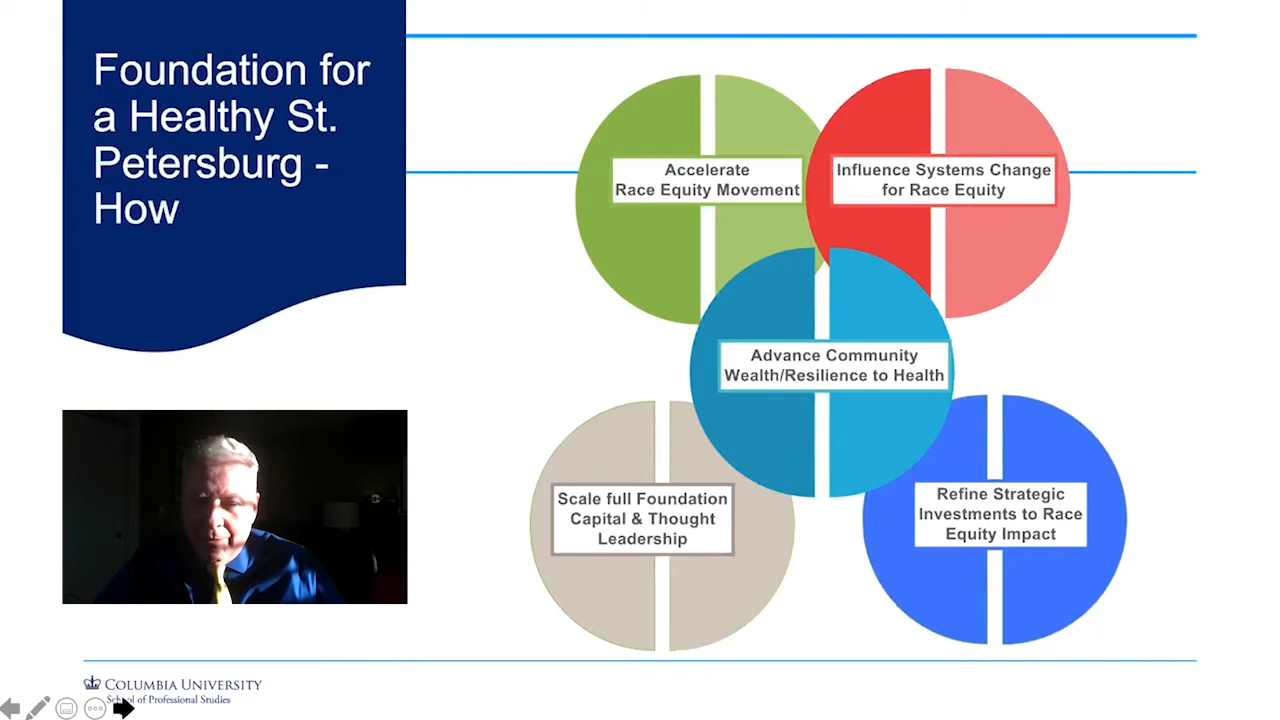 Foundation for
a Healthy St.
Petersburg -
How
Accelerate
Race Equity Movement
Influence Systems Change
for Race Equity
Advance Community
Wealth/Resilience to Health
Scale full Foundation
Capital & Thought
Leadership
Refine Strategic
Investments to Race
Equity Impact
COLUMBIA UNIVERSITY
School of Professional Studies